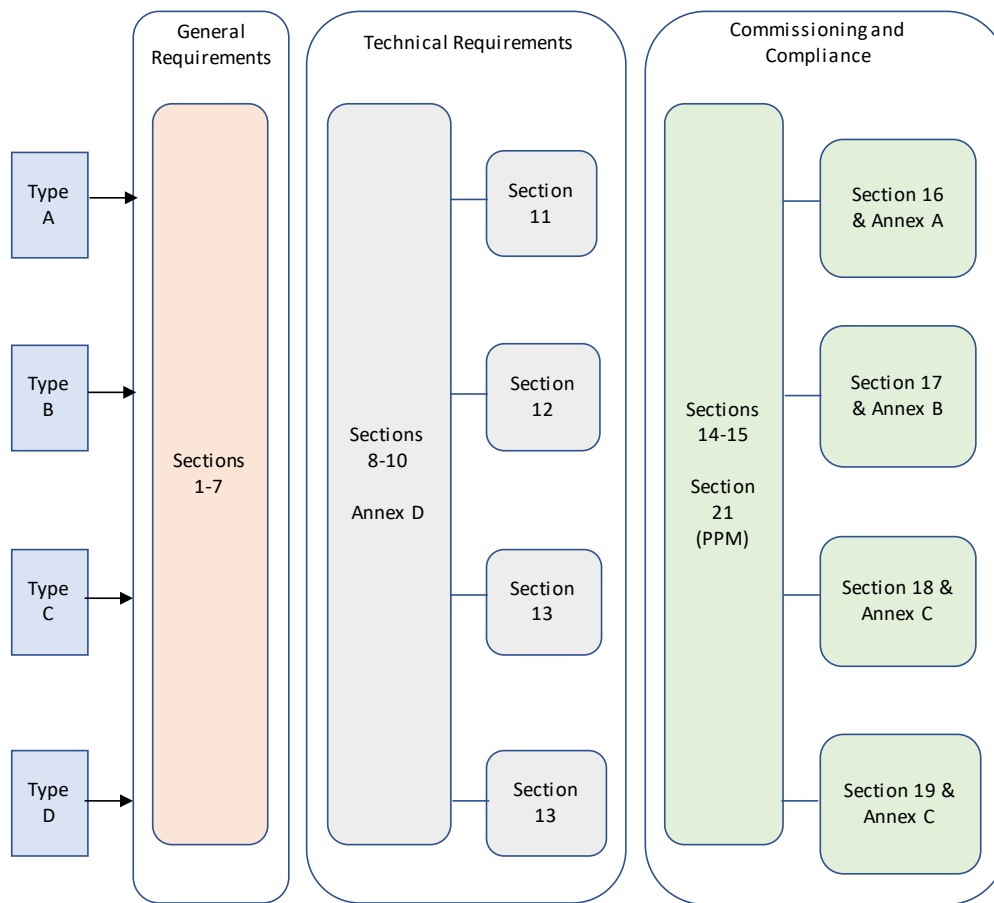 General
Requirements
Technical Requirements
Commissioning and
Compliance
Type
A
Type
B
Type
C
Type
D
Sections
1-7
Sections
8-10
Annex D
Section
11
Section
12
Section
13
Section
13
Sections
14-15
Section
21
(PPM)
Section 16
& Annex A
Section 17
& Annex B
Section 18 &
Annex C
Section 19 &
Annex C